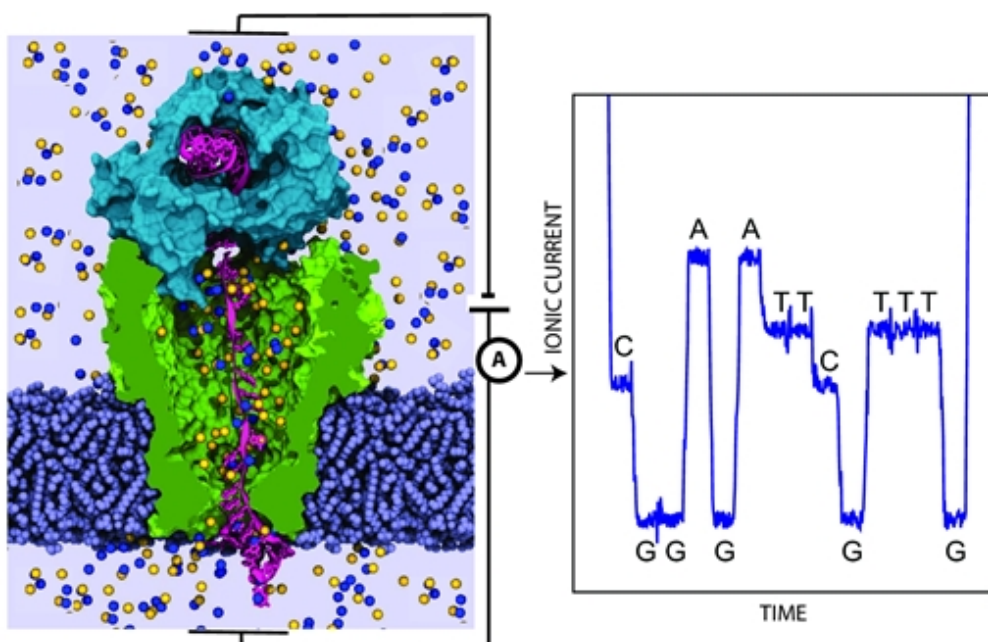 A
IONIC CURRENT
A A
T T T T T
C C
G G G G G
TIME